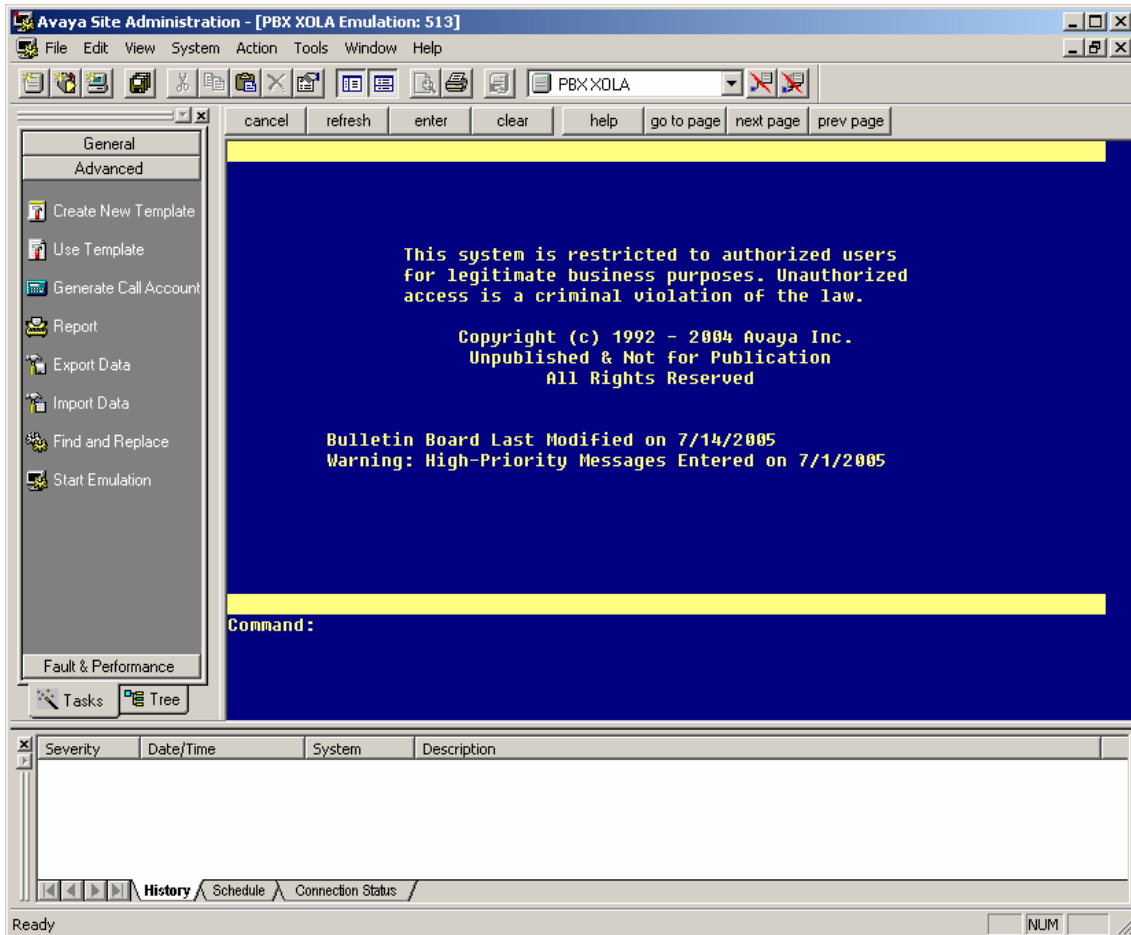 Avaya Site Administration - [PBX XOLA Emulation: 513]
File Edit View System Action Tools Window Help
PBX XOLA
cancel refresh enter clear help go to page next page prev page
General
Advanced
Create New Template
Use Template
Generate Call Account
Report
Export Data
Import Data
Find and Replace
Start Emulation
Fault & Performance
Tasks Tree
This system is restricted to authorized users
for legitimate business purposes. Unauthorized
access is a criminal violation of the law.
Copyright (c) 1992 - 2004 Avaya Inc.
Unpublished & Not for Publication
All Rights Reserved
Bulletin Board Last Modified on 7/14/2005
Warning: High-Priority Messages Entered on 7/1/2005
Command:
Severity Date/Time System Description
History Schedule Connection Status
Ready NUM